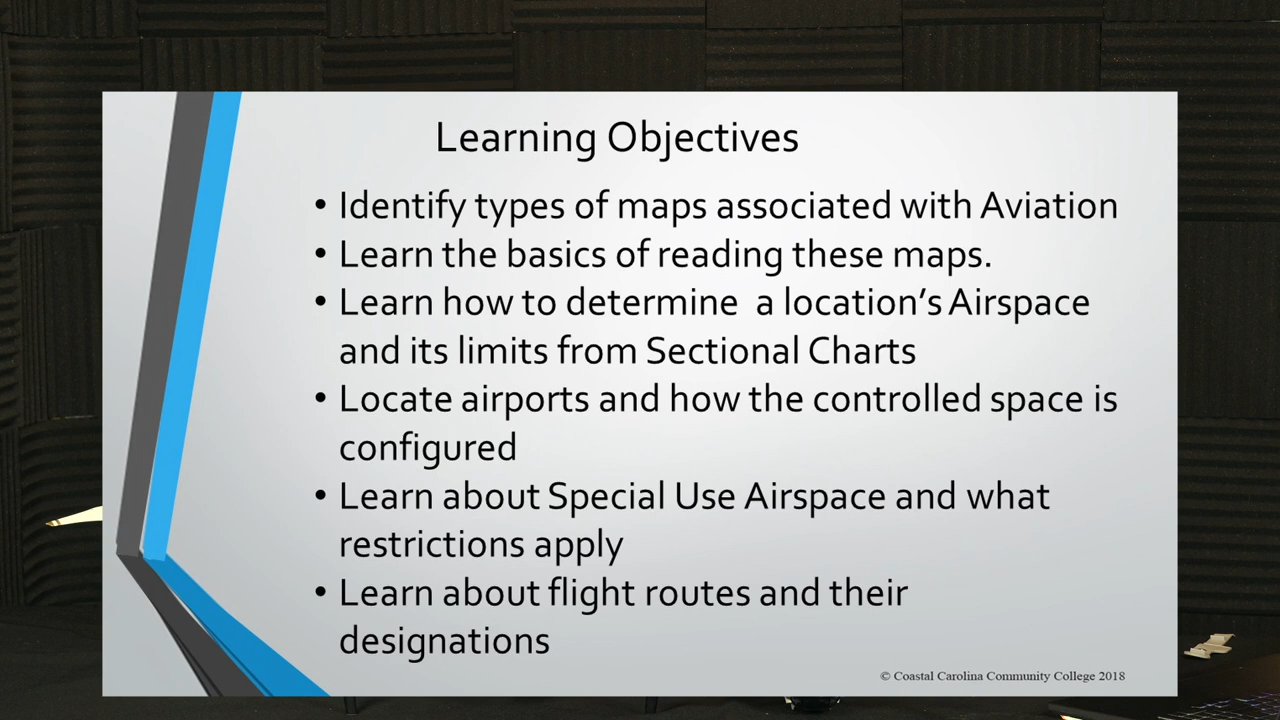 Learning Objectives
• Identify types of maps associated with Aviation
• Learn the basics of reading these maps.
• Learn how to determine  a location’s Airspace
and its limits from Sectional Charts
• Locate airports and how the controlled space is
configured
• Learn about Special Use Airspace and what
restrictions apply
• Learn about flight routes and their
designations
© Coastal Carolina Community College 2018